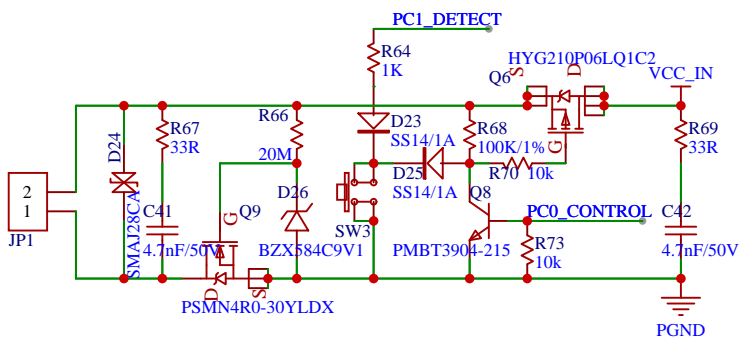 PC1_DETECT
R64
1K
HYG210P06LQ1C2
Q6
S
D
G
VCC_IN
D24
SMAJ28CA
R67
33R
R66
20M
D23
SS14/1A
R68
100K/1%
R69
33R
D25
SS14/1A
R70
10k
2
1
JP1
C41
4.7nF/50V
Q9
G
D
S
PSMN4R0-30YLDX
D26
BZX584C9V1
SW3
Q8
PMBT3904-215
PC0_CONTROL
R73
10k
C42
4.7nF/50V
PGND